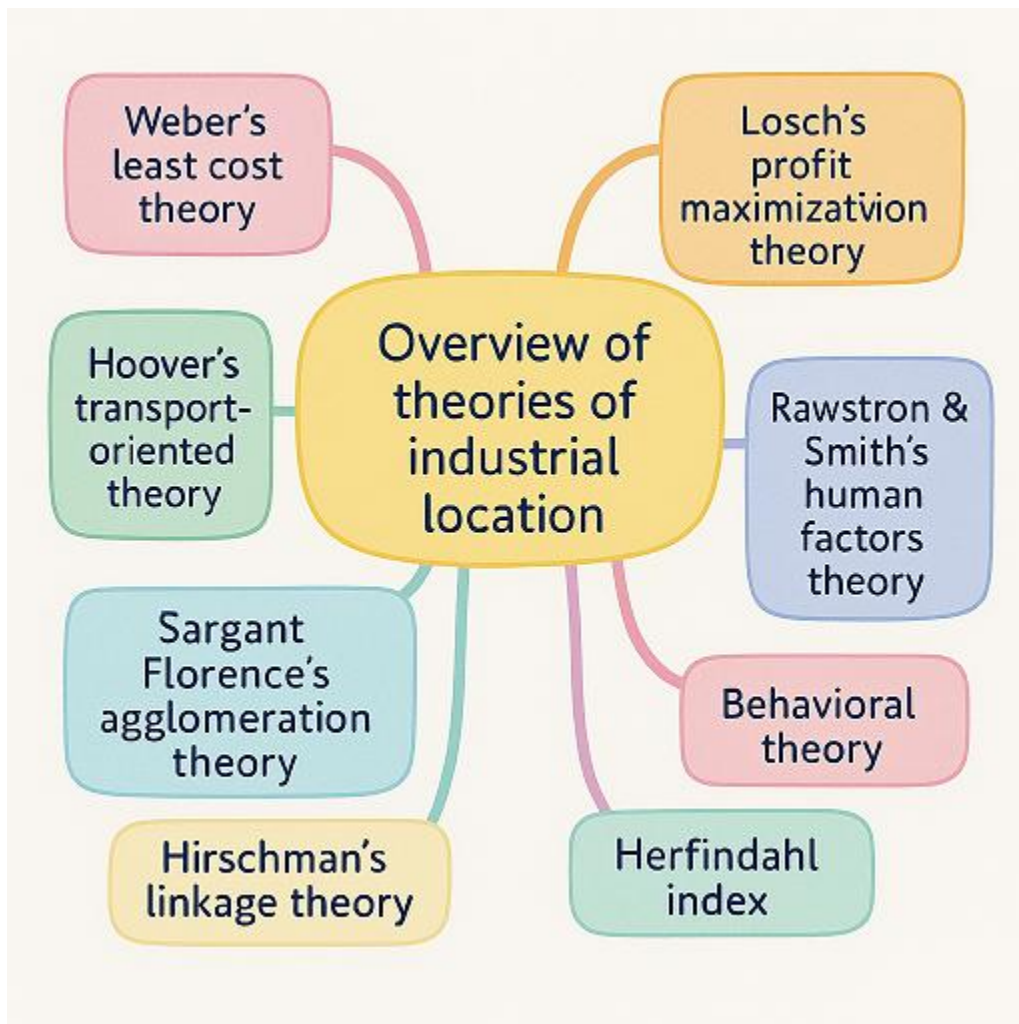 Weber's
least cost
theory
Losch's
profit
maximizatvion
theory
Hoover's
transport-
oriented
theory
Overview of
theories of
industrial
location
Rawstron &
Smith's
human
factors
theory
Sargant
Florence's
agglomeration
theory
Behavioral
theory
Hirschman's
linkage theory
Herfindahl
index